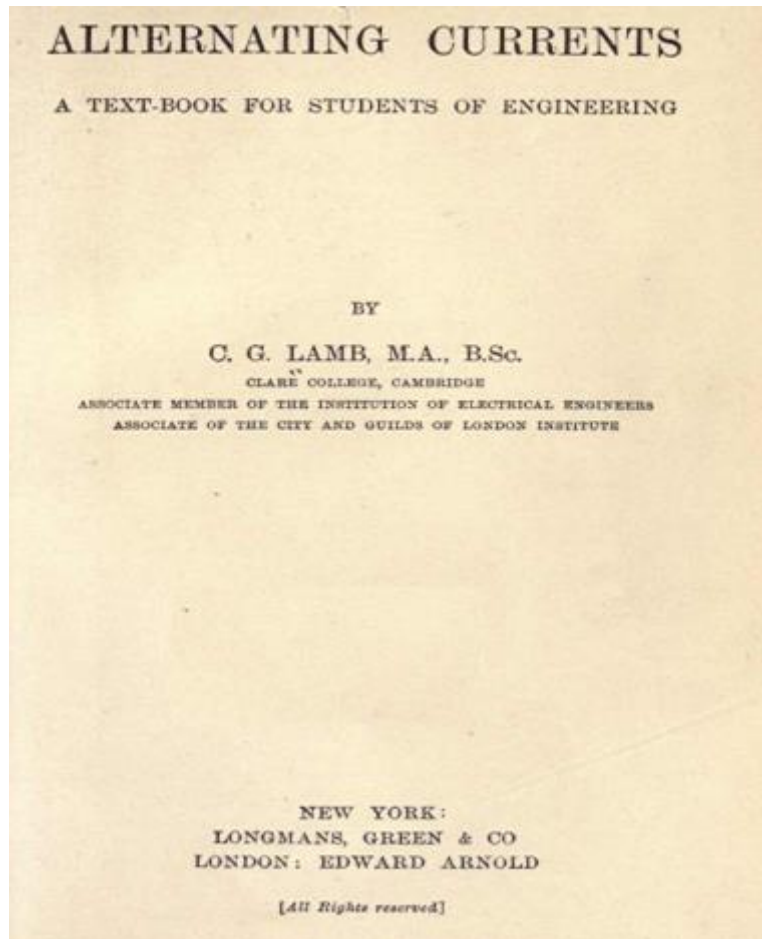 ALTERNATING CURRENTS
A TEXT-BOOK FOR STUDENTS OF ENGINEERING
BY
C. G. LAMB, M.A., B.Sc.
CLARE COLLEGE, CAMBRIDGE
ASSOCIATE MEMBER OF THE INSTITUTION OF ELECTRICAL ENGINEERS
ASSOCIATE OF THE CITY AND GUILDS OF LONDON INSTITUTE
NEW YORK:
LONGMANS, GREEN & CO
LONDON: EDWARD ARNOLD
[All Rights reserved]